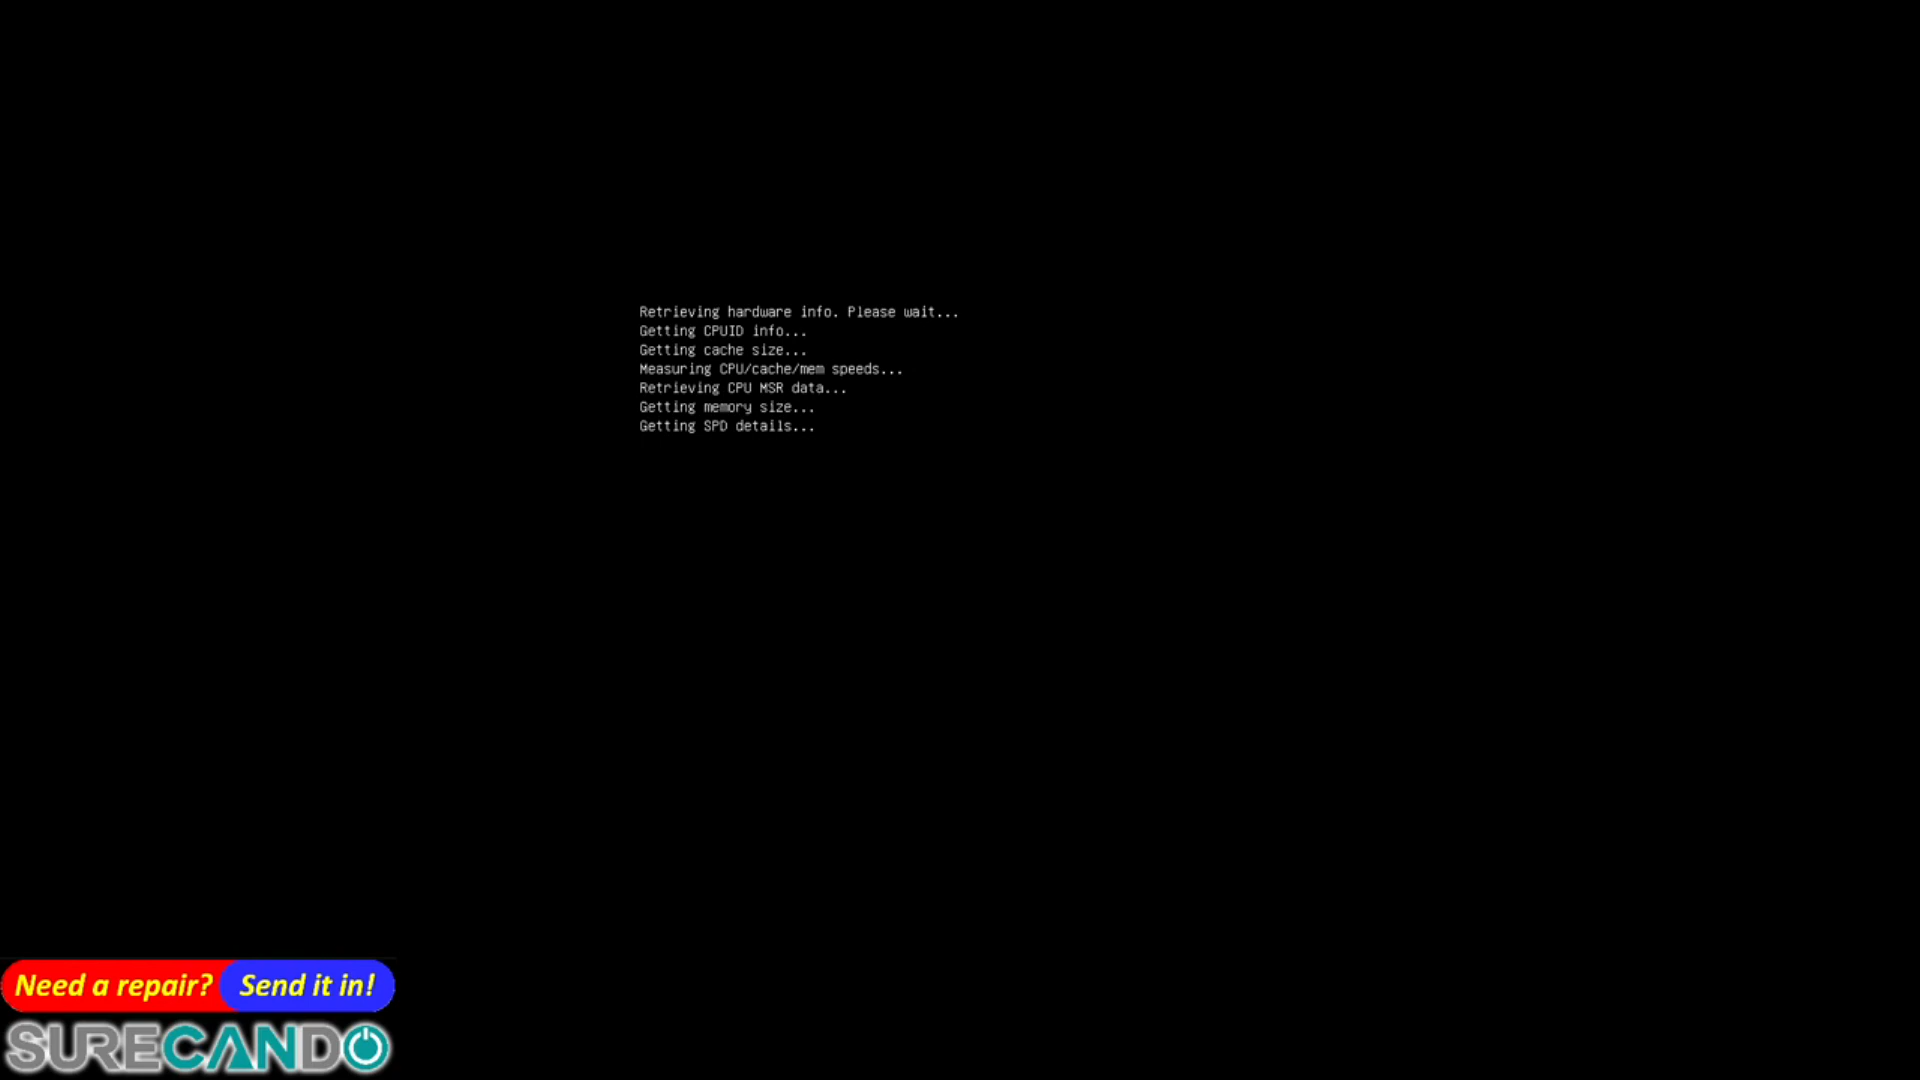 Retrieving hardware info. Please wait...
Getting CPUID info...
Getting cache size...
Measuring CPU/cache/mem speeds...
Retrieving CPU MSR data...
Getting memory size...
Getting SPD details...
Need a repair? Send it in!
SURECANDO